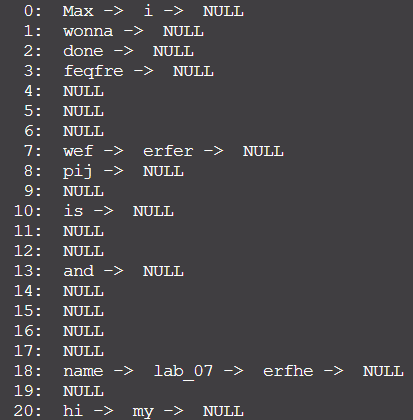 0: Max -> i -> NULL
1: wonna -> NULL
2: done -> NULL
3: feqfre -> NULL
4: NULL
5: NULL
6: NULL
7: wef -> erfer -> NULL
8: pij -> NULL
9: NULL
10: is -> NULL
11: NULL
12: NULL
13: and -> NULL
14: NULL
15: NULL
16: NULL
17: NULL
18: name -> lab_07 -> erfhe -> NULL
19: NULL
20: hi -> my -> NULL